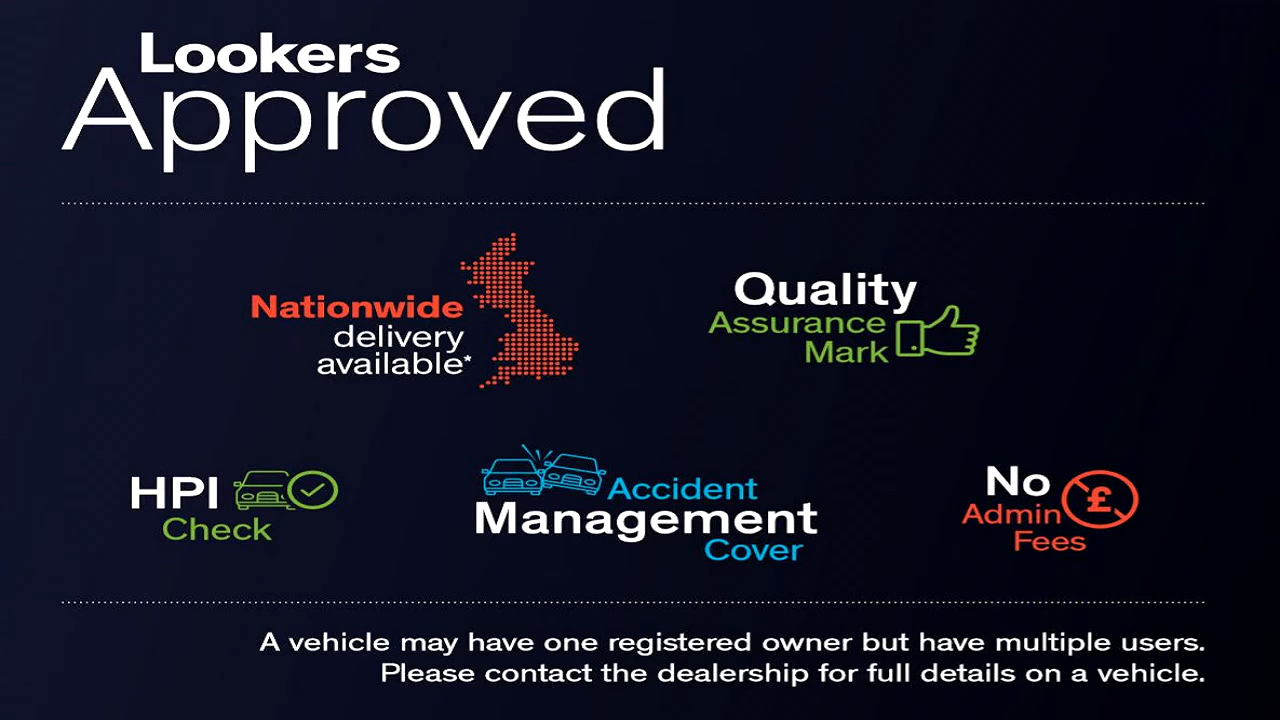 Lookers
Approved
Nationwide
delivery
available*
Quality
Assurance
Mark
HPI
Check
Accident
Management
Cover
No
Admin
Fees
£
A vehicle may have one registered owner but have multiple users.
Please contact the dealership for full details on a vehicle.